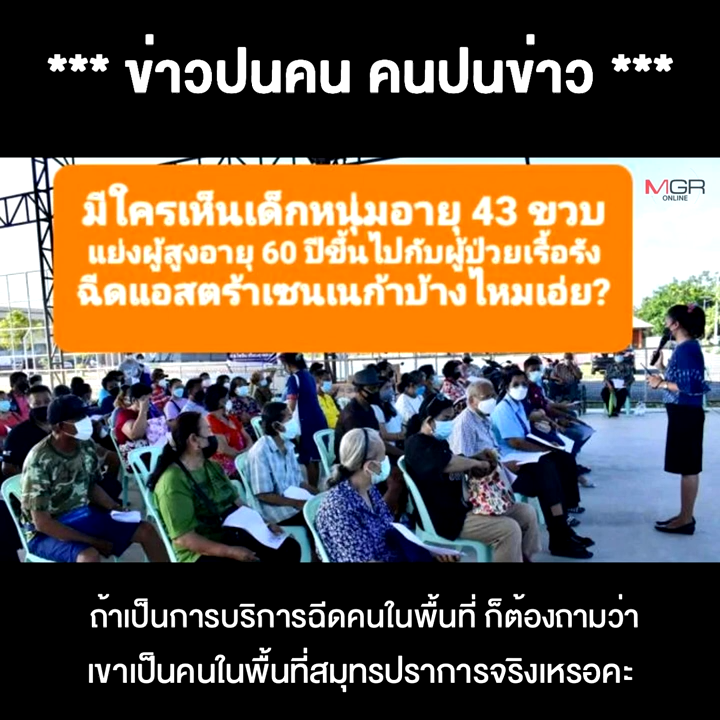 *** ข่าวปนคน คนปนข่าว ***
MGR
ONLINE
มีใครเห็นเด็กหนุ่มอายุ 43 ขวบ
แย่งผู้สูงอายุ 60 ปีขึ้นไปกับผู้ป่วยเรื้อรัง
ฉีดแอสตร้าเซนเนก้าบ้างไหมเอ่ย?
ถ้าเป็นการบริการฉีดคนในพื้นที่ ก็ต้องถามว่า
เขาเป็นคนในพื้นที่สมุทรปราการจริงเหรอคะ